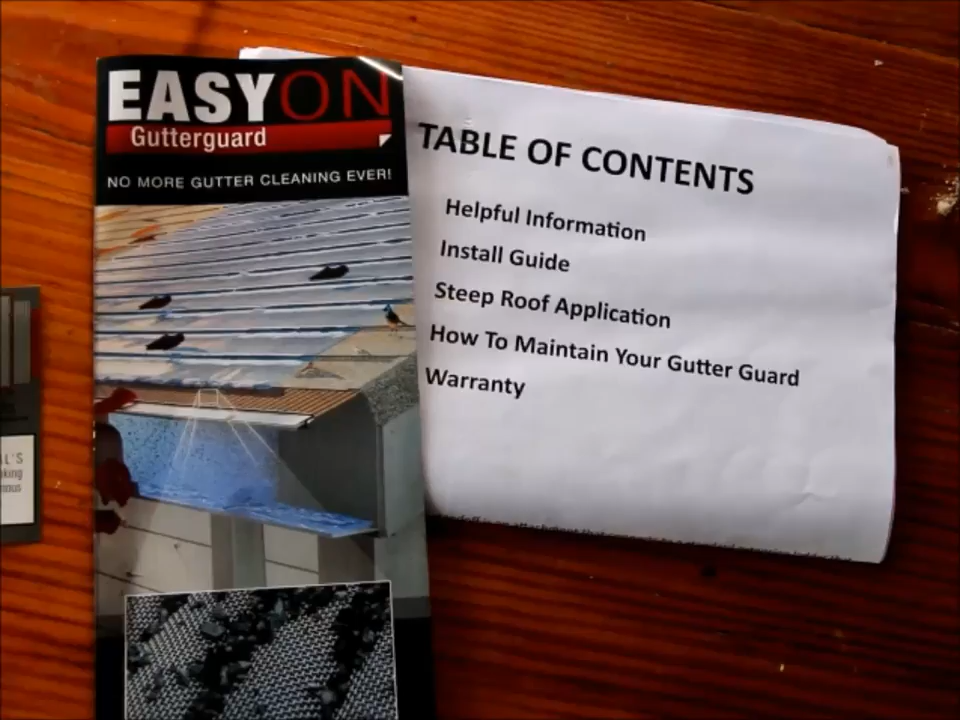 EASYON
Gutterguard
NO MORE GUTTER CLEANING EVER!
TABLE OF CONTENTS
Helpful Information
Install Guide
Steep Roof Application
How To Maintain Your Gutter Guard
Warranty